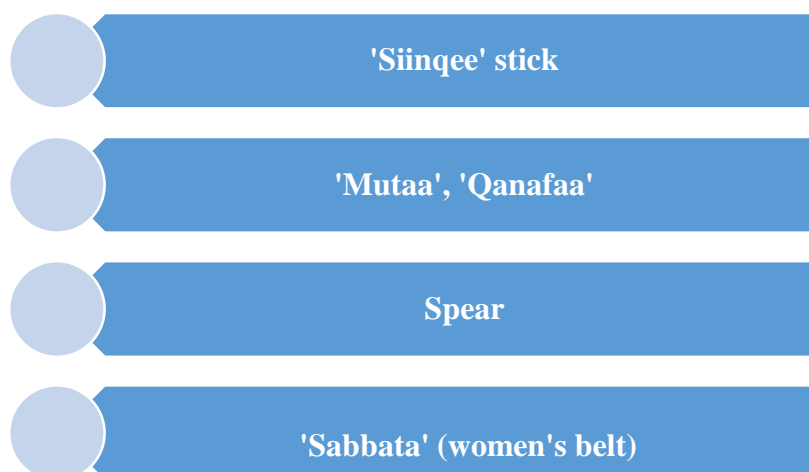 'Siinqee' stick
'Mutaa', 'Qanafaa'
Spear
'Sabbata' (women's belt)